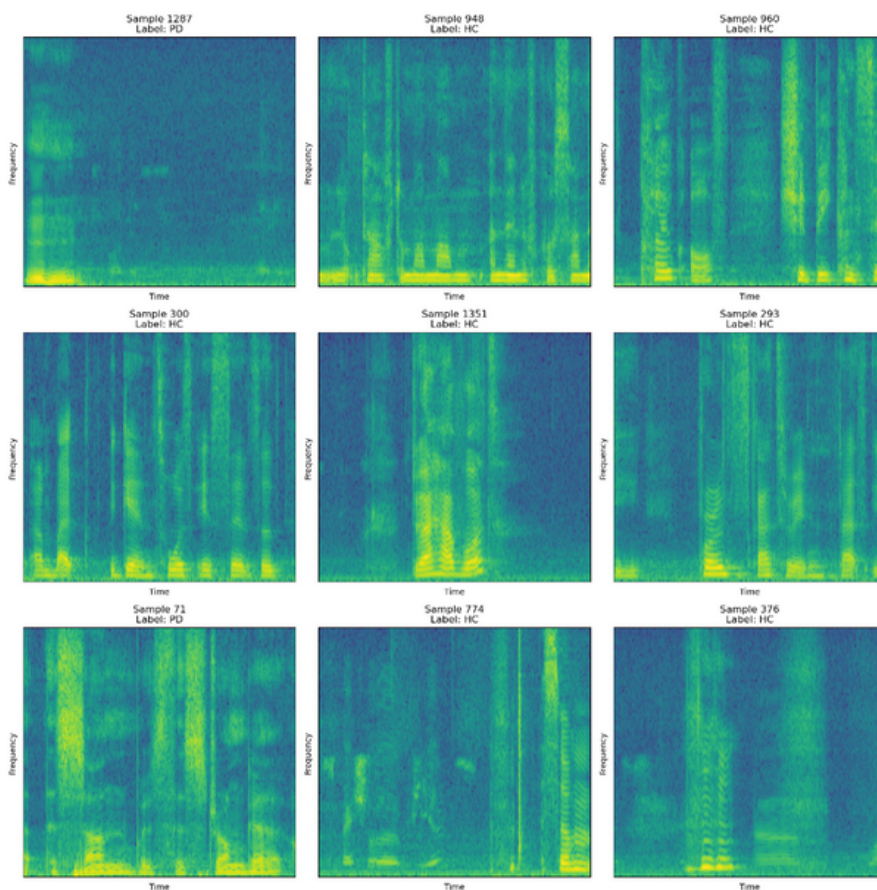 Sample 1287
Label: PD
Sample 948
Label: HC
Sample 960
Label: HC
Frequency
Frequency
Frequency
Time
Time
Time
Sample 300
Label: HC
Sample 1351
Label: HC
Sample 293
Label: HC
Frequency
Frequency
Frequency
Time
Time
Time
Sample 71
Label: PD
Sample 774
Label: HC
Sample 376
Label: HC
Frequency
Frequency
Frequency
Time
Time
Time